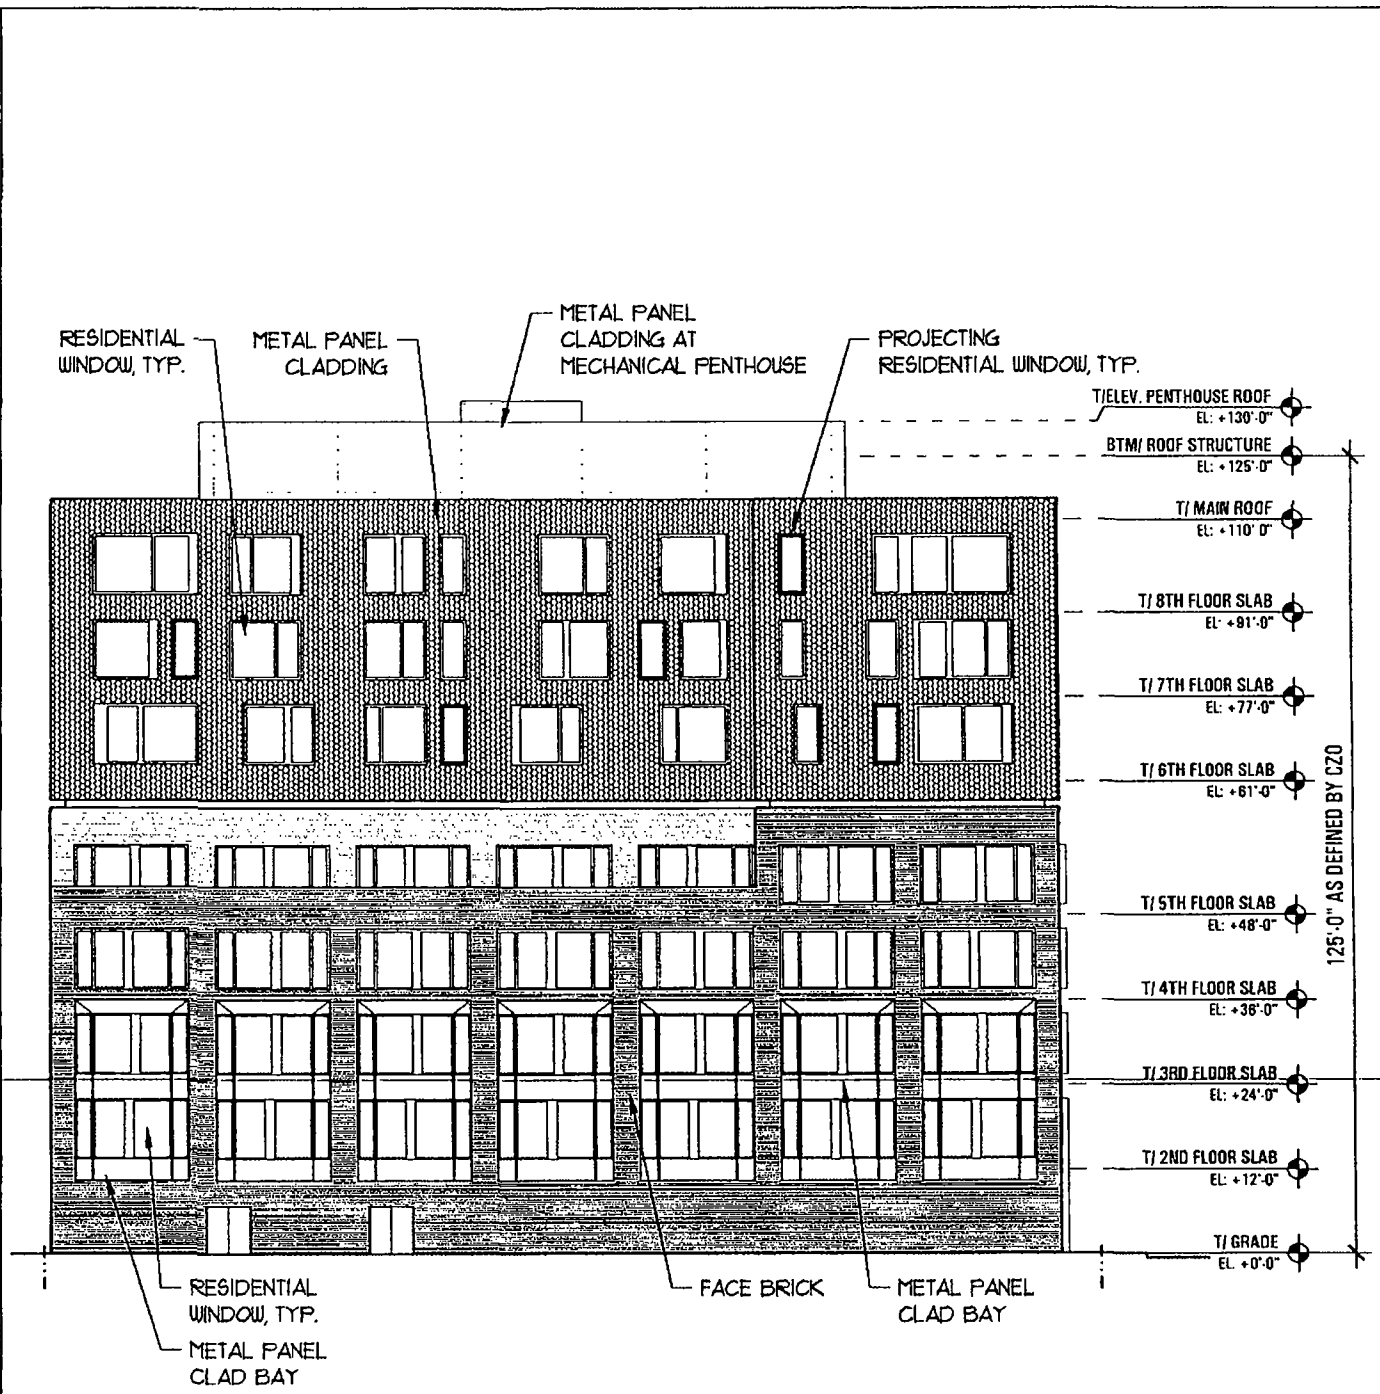 METAL PANEL
CLADDING AT
MECHANICAL PENTHOUSE
RESIDENTIAL
WINDOW, TYP.
METAL PANEL
CLADDING
PROJECTING
RESIDENTIAL WINDOW, TYP.
T/ELEV. PENTHOUSE ROOF
EL: +130'-0"
BTM/ ROOF STRUCTURE
EL: +125'-0"
T/ MAIN ROOF
EL: +110' 0"
T/ 8TH FLOOR SLAB
EL: +91'-0"
T/ 7TH FLOOR SLAB
EL: +77'-0"
T/ 6TH FLOOR SLAB
EL: +61'-0"
125'-0" AS DEFINED BY CZO
T/ 5TH FLOOR SLAB
EL: +48'-0"
T/ 4TH FLOOR SLAB
EL: +36'-0"
T/ 3RD FLOOR SLAB
EL: +24'-0"
T/ 2ND FLOOR SLAB
EL: +12'-0"
T/ GRADE
EL. +0'-0"
RESIDENTIAL
WINDOW, TYP.
METAL PANEL
CLAD BAY
FACE BRICK
METAL PANEL
CLAD BAY